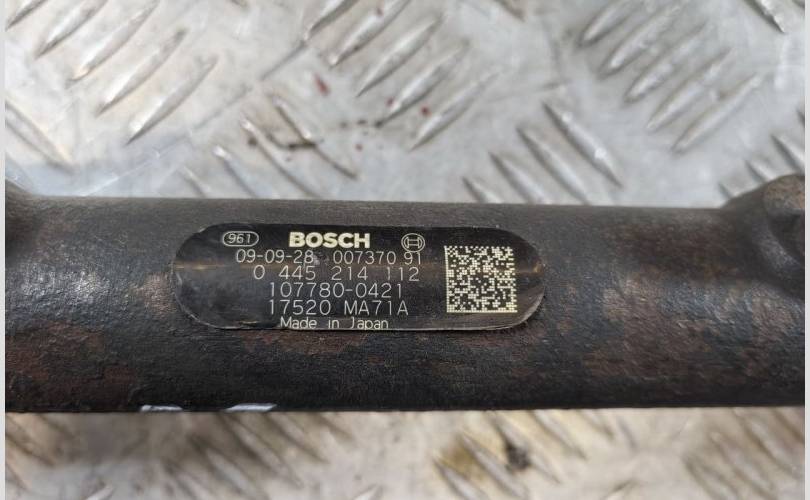 961 BOSCH
09-09-28 007370 91
0 445 214 112
107780-0421
17520 MA71A
Made in Japan